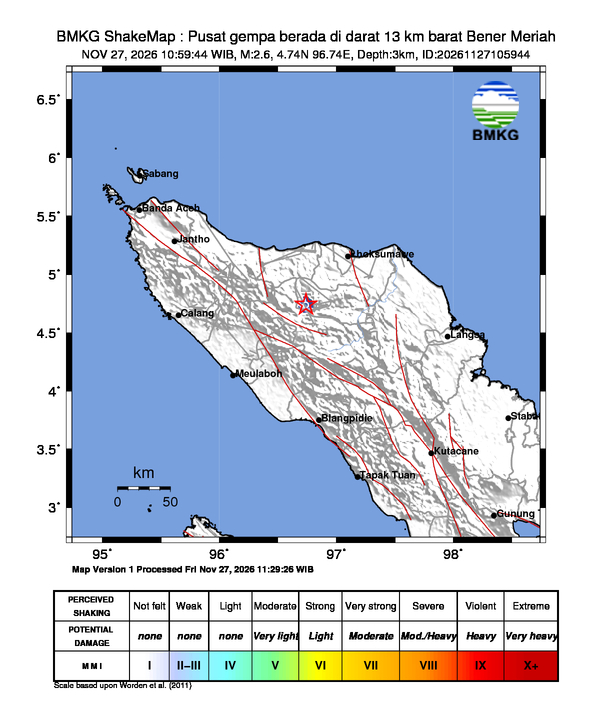 BMKG ShakeMap : Pusat gempa berada di darat 13 km barat Bener Meriah
NOV 27, 2026 10:59:44 WIB, M:2.6, 4.74N 96.74E, Depth:3km, ID:20261127105944
6.5°
BMKG
6°
Sabang
5.5°
Banda Aceh
Jantho
5°
Lhoksumawe
4.5°
Calang
Langsa
4°
Meulaboh
Blangpidie
Stab
3.5°
Kutacane
km
Tapak Tuan
0 50
3°
Gunung
95° 96° 97° 98°
Map Version 1 Processed Fri Nov 27, 2026 11:29:26 WIB
PERCEIVED SHAKING Not felt Weak Light Moderate Strong Very strong Severe Violent Extreme
POTENTIAL DAMAGE none none none Very light Light Moderate Mod./Heavy Heavy Very heavy
MMI I II-III IV V VI VII VIII IX X+
Scale based upon Worden et al. (2011)